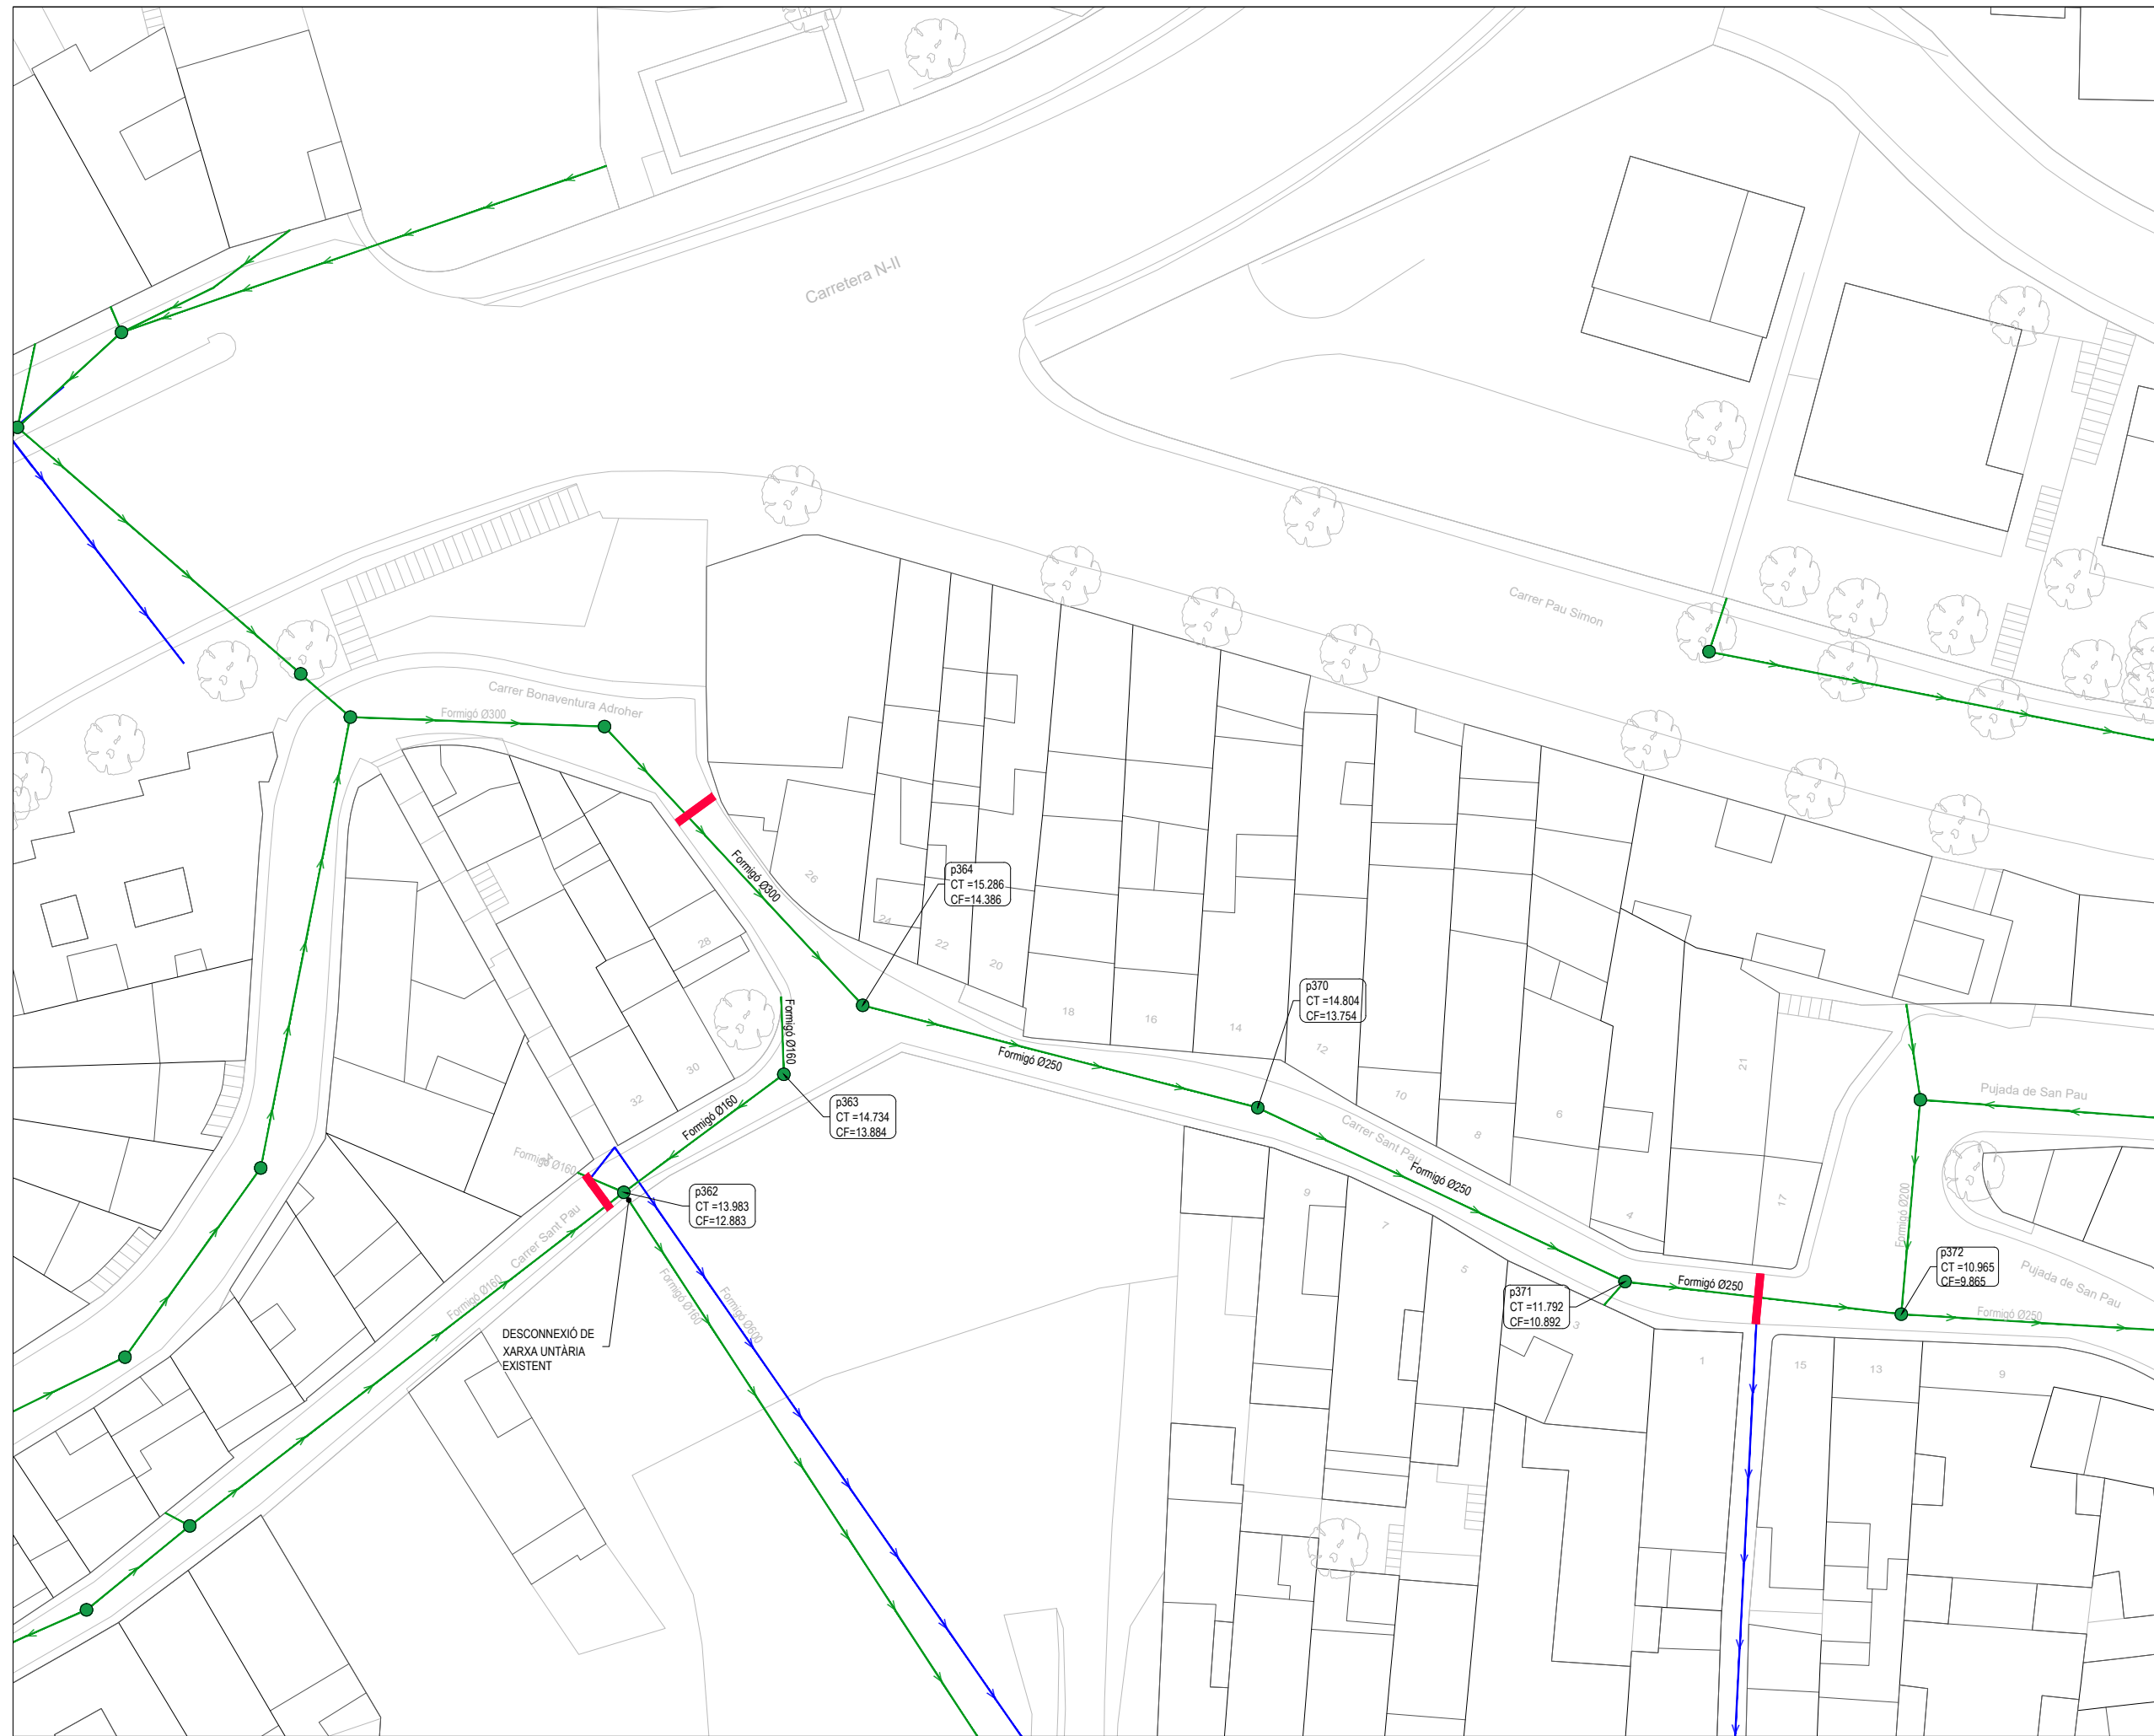 Carretera N-II
Carrer Pau Simon
Carrer Bonaventura Adroher
Formigó Ø300
Formigó Ø300
26
24
22
20
p364
CT =15.286
CF=14.386
28
18
16
14
12
10
8
6
4
p370
CT =14.804
CF=13.754
Formigó Ø160
Formigó Ø250
21
17
Pujada de San Pau
30
32
Formigó Ø160
p363
CT =14.734
CF=13.884
Carrer Sant Pau
Formigó Ø250
Formigó Ø160
p362
CT =13.983
CF=12.883
9
7
5
3
Formigó Ø200
p372
CT =10.965
CF=9.865
Pujada de San Pau
Carrer Sant Pau
Formigó Ø160
Formigó Ø160
Formigó Ø600
p371
CT =11.792
CF=10.892
Formigó Ø250
Formigó Ø250
DESCONNEXIÓ DE
XARXA UNTÀRIA
EXISTENT
1
15
13
9